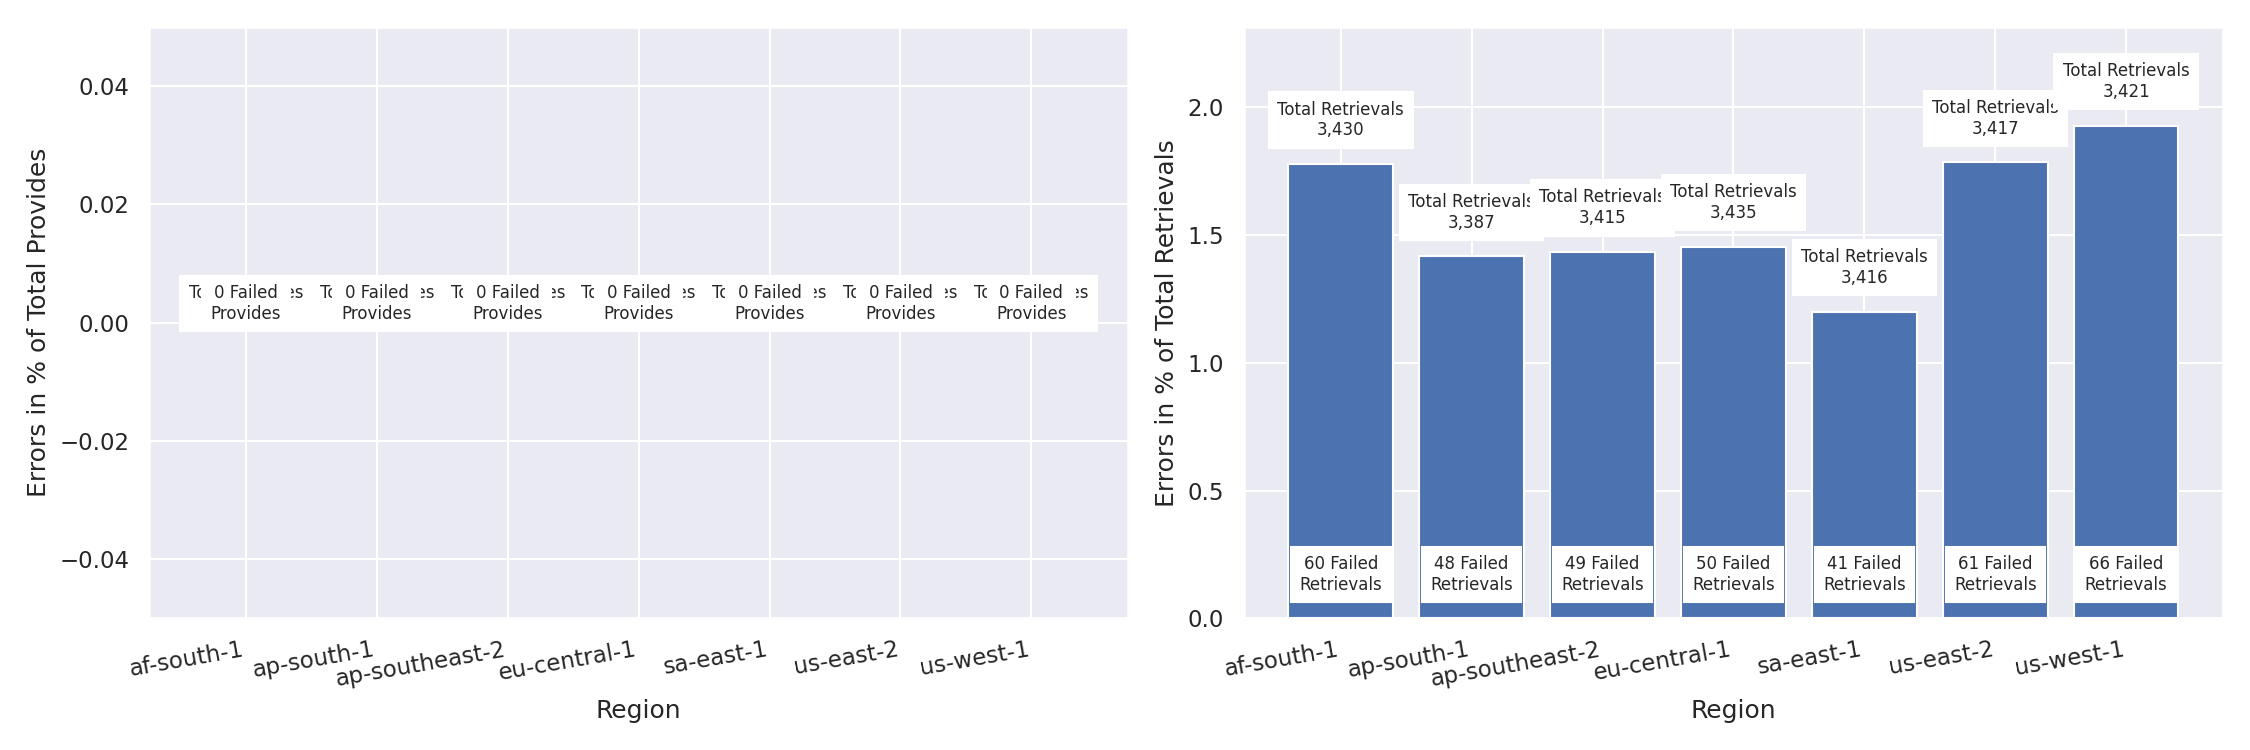 Errors in % of Total Provides
0.04
0.02
0.00
−0.02
−0.04
0 Failed
Provides
0 Failed
Provides
0 Failed
Provides
0 Failed
Provides
0 Failed
Provides
0 Failed
Provides
0 Failed
Provides
af-south-1
ap-south-1
ap-southeast-2
eu-central-1
sa-east-1
us-east-2
us-west-1
Region
Errors in % of Total Retrievals
2.0
1.5
1.0
0.5
0.0
Total Retrievals
3,430
Total Retrievals
3,387
Total Retrievals
3,415
Total Retrievals
3,435
Total Retrievals
3,416
Total Retrievals
3,417
Total Retrievals
3,421
60 Failed
Retrievals
48 Failed
Retrievals
49 Failed
Retrievals
50 Failed
Retrievals
41 Failed
Retrievals
61 Failed
Retrievals
66 Failed
Retrievals
af-south-1
ap-south-1
ap-southeast-2
eu-central-1
sa-east-1
us-east-2
us-west-1
Region